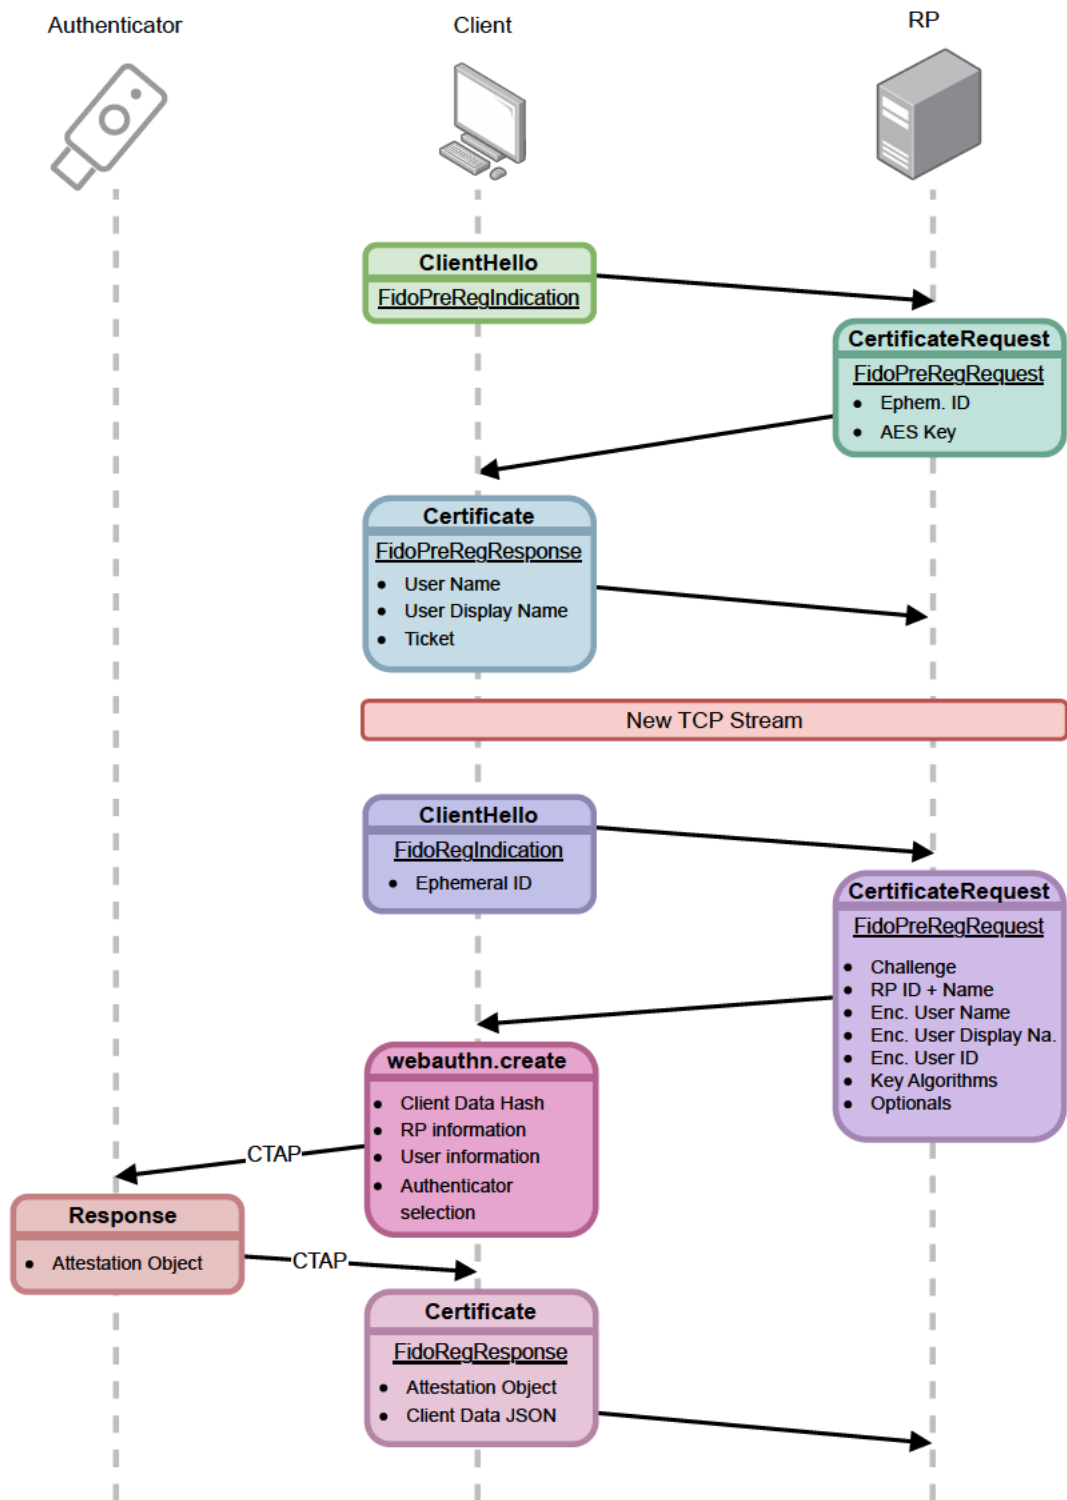 Authenticator
Client
RP
ClientHello
FidoPreRegIndication
CertificateRequest
FidoPreRegRequest
• Ephem. ID
• AES Key
Certificate
FidoPreRegResponse
• User Name
• User Display Name
• Ticket
New TCP Stream
ClientHello
FidoRegIndication
• Ephemeral ID
CertificateRequest
FidoPreRegRequest
• Challenge
• RP ID + Name
• Enc. User Name
• Enc. User Display Na.
• Enc. User ID
• Key Algorithms
• Optionals
webauthn.create
• Client Data Hash
• RP information
• User information
• Authenticator
selection
CTAP
Response
• Attestation Object
CTAP
Certificate
FidoRegResponse
• Attestation Object
• Client Data JSON